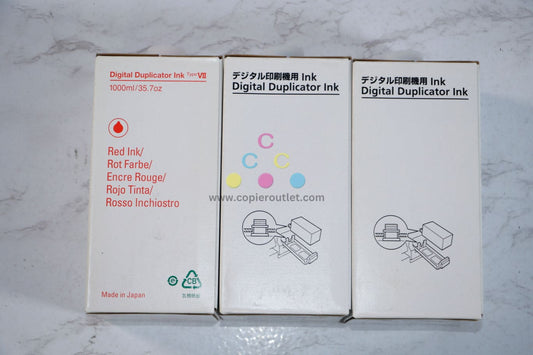 Digital Duplicator Ink Type VII
1000ml/35.7oz
Red Ink/
Rot Farbe/
Encre Rouge/
Rojo Tinta/
Rosso Inchiostro
Made in Japan
G
CB
デジタル印刷機用 Ink
Digital Duplicator Ink
C
C C
www.copieroutlet.com
デジタル印刷機用 Ink
Digital Duplicator Ink